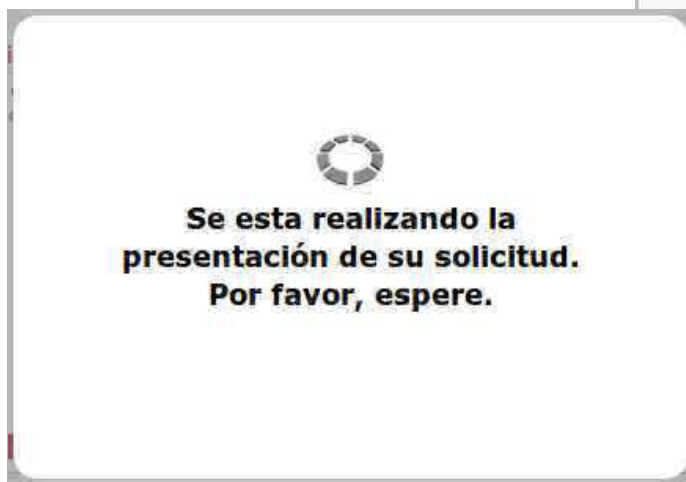 Se esta realizando la
presentación de su solicitud.
Por favor, espere.